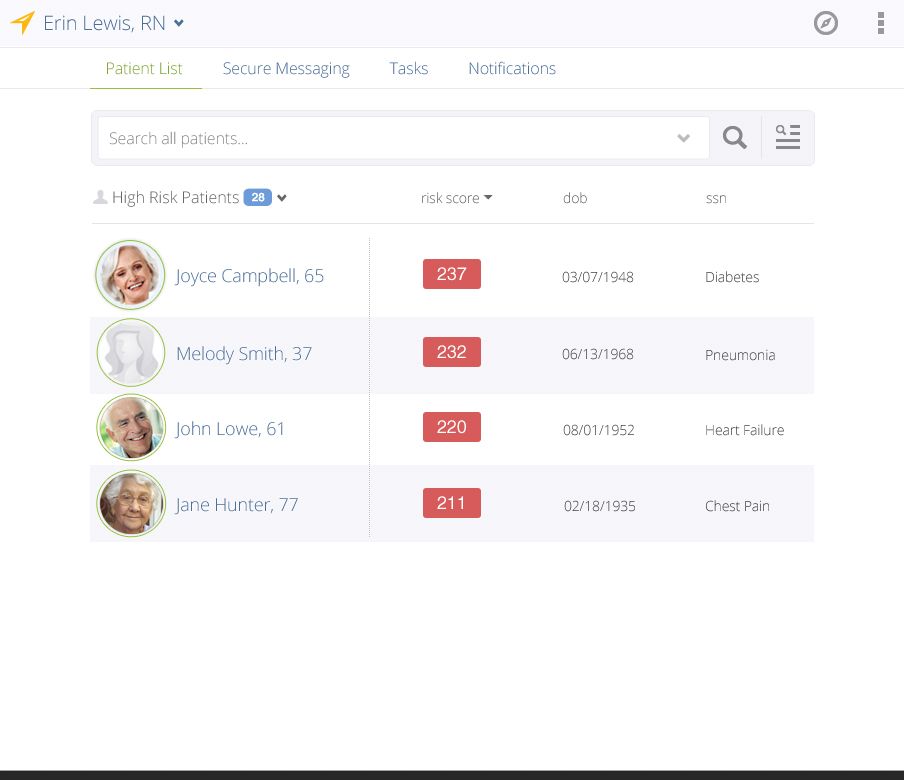 Erin Lewis, RN
Patient List Secure Messaging Tasks Notifications
Search all patients...
High Risk Patients 28 risk score dob ssn
Joyce Campbell, 65 237 03/07/1948 Diabetes
Melody Smith, 37 232 06/13/1968 Pneumonia
John Lowe, 61 220 08/01/1952 Heart Failure
Jane Hunter, 77 211 02/18/1935 Chest Pain